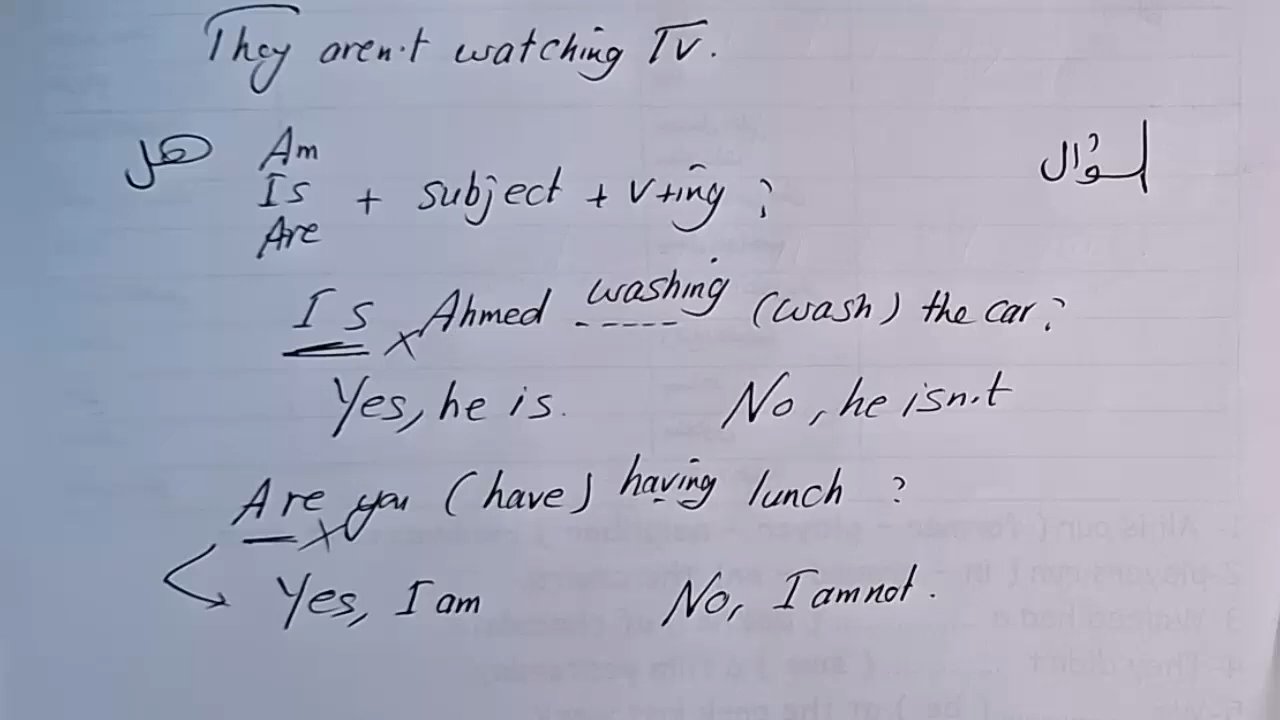 They aren't watching TV.
هل Am السؤال
Is + subject + v+ing ?
Are
Is Ahmed washing (wash) the car?
Yes, he is. No, he isn't
Are you (have) having lunch ?
Yes, I am No, I am not.